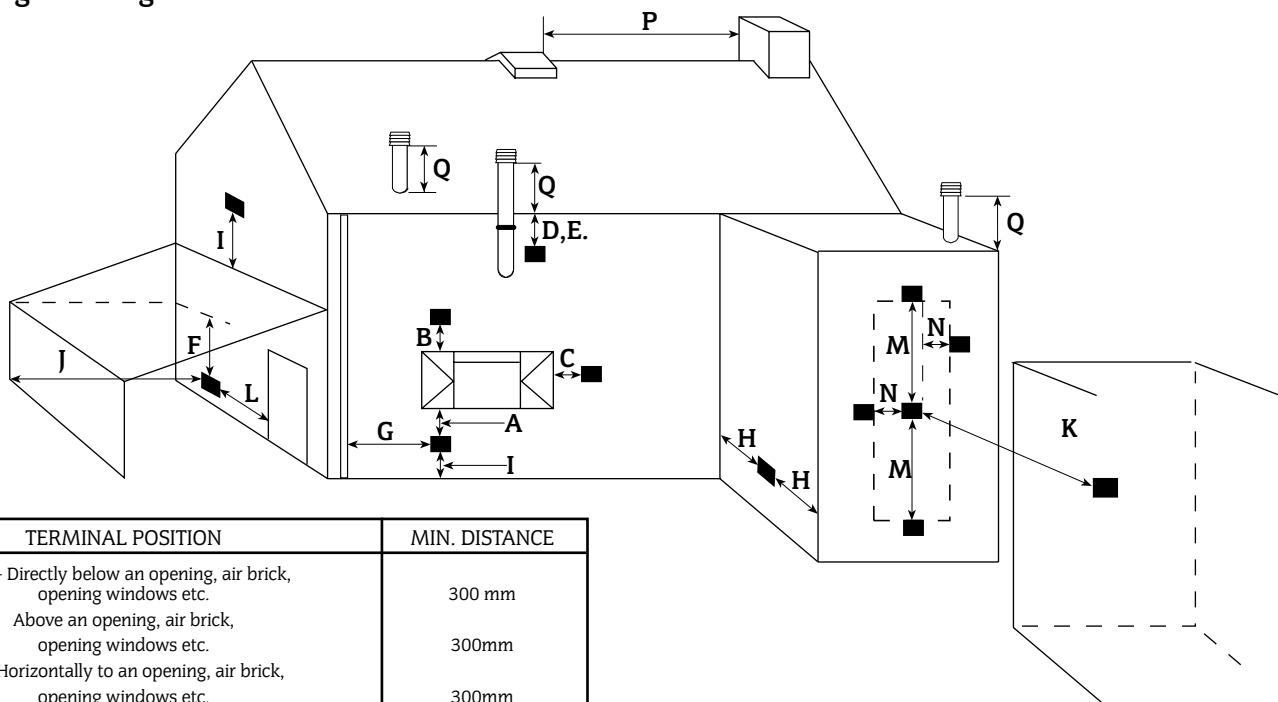 P
Q
Q
D,E.
Q
I
F
J
L
B
C
A
G
I
H
H
M
N
N
M
K
TERMINAL POSITION MIN. DISTANCE
- Directly below an opening, air brick,
opening windows etc. 300 mm
Above an opening, air brick,
opening windows etc. 300mm
Horizontally to an opening, air brick,
opening windows etc. 300mm